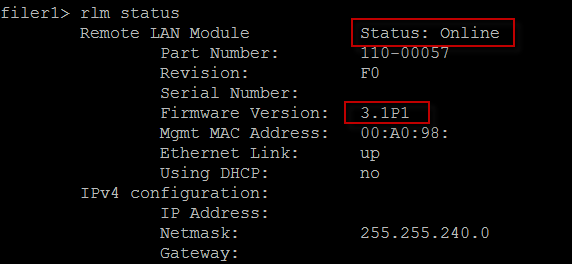 filer1> rlm status
Remote LAN Module Status: Online
Part Number: 110-00057
Revision: F0
Serial Number:
Firmware Version: 3.1P1
Mgmt MAC Address: 00:A0:98:
Ethernet Link: up
Using DHCP: no
IPv4 configuration:
IP Address:
Netmask: 255.255.240.0
Gateway: